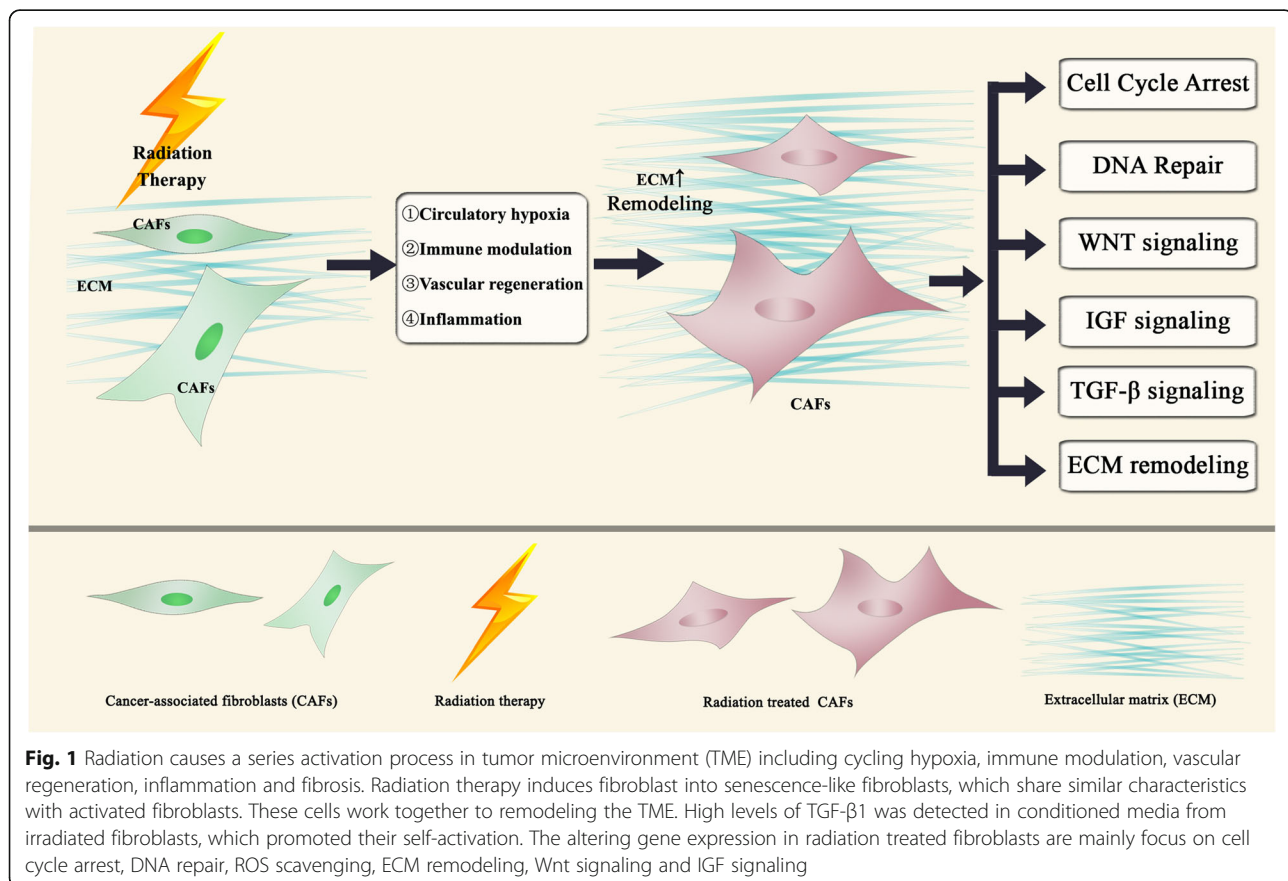 Radiation
Therapy
CAFs
ECM
CAFs
①Circulatory hypoxia
②Immune modulation
③Vascular regeneration
④Inflammation
ECM↑
Remodeling
CAFs
Cell Cycle Arrest
DNA Repair
WNT signaling
IGF signaling
TGF-β signaling
ECM remodeling
Cancer-associated fibroblasts (CAFs)
Radiation therapy
Radiation treated CAFs
Extracellular matrix (ECM)
Fig. 1 Radiation causes a series activation process in tumor microenvironment (TME) including cycling hypoxia, immune modulation, vascular
regeneration, inflammation and fibrosis. Radiation therapy induces fibroblast into senescence-like fibroblasts, which share similar characteristics
with activated fibroblasts. These cells work together to remodeling the TME. High levels of TGF-β1 was detected in conditioned media from
irradiated fibroblasts, which promoted their self-activation. The altering gene expression in radiation treated fibroblasts are mainly focus on cell
cycle arrest, DNA repair, ROS scavenging, ECM remodeling, Wnt signaling and IGF signaling